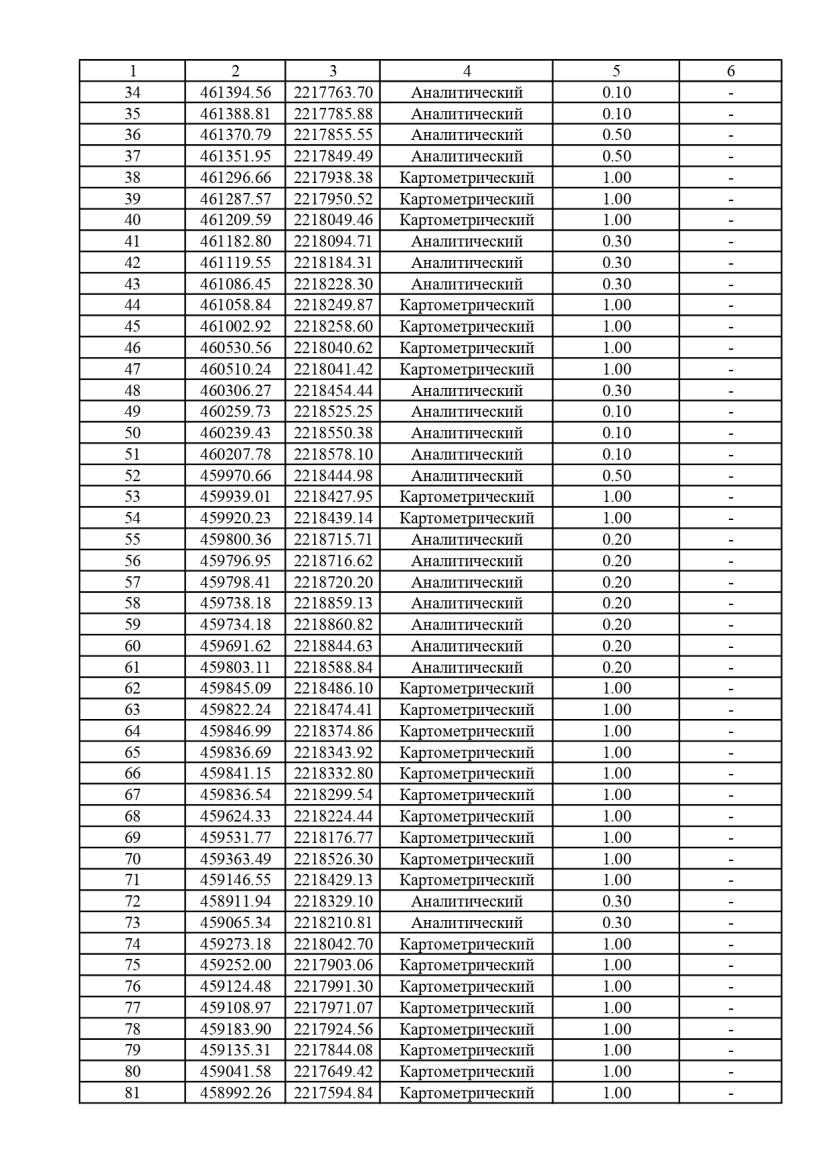 1 2 3 4 5 6
34 461394.56 2217763.70 Аналитический 0.10 -
35 461388.81 2217785.88 Аналитический 0.10 -
36 461370.79 2217855.55 Аналитический 0.50 -
37 461351.95 2217849.49 Аналитический 0.50 -
38 461296.66 2217938.38 Картометрический 1.00 -
39 461287.57 2217950.52 Картометрический 1.00 -
40 461209.59 2218049.46 Картометрический 1.00 -
41 461182.80 2218094.71 Аналитический 0.30 -
42 461119.55 2218184.31 Аналитический 0.30 -
43 461086.45 2218228.30 Аналитический 0.30 -
44 461058.84 2218249.87 Картометрический 1.00 -
45 461002.92 2218258.60 Картометрический 1.00 -
46 460530.56 2218040.62 Картометрический 1.00 -
47 460510.24 2218041.42 Картометрический 1.00 -
48 460306.27 2218454.44 Аналитический 0.30 -
49 460259.73 2218525.25 Аналитический 0.10 -
50 460239.43 2218550.38 Аналитический 0.10 -
51 460207.78 2218578.10 Аналитический 0.10 -
52 459970.66 2218444.98 Аналитический 0.50 -
53 459939.01 2218427.95 Картометрический 1.00 -
54 459920.23 2218439.14 Картометрический 1.00 -
55 459800.36 2218715.71 Аналитический 0.20 -
56 459796.95 2218716.62 Аналитический 0.20 -
57 459798.41 2218720.20 Аналитический 0.20 -
58 459738.18 2218859.13 Аналитический 0.20 -
59 459734.18 2218860.82 Аналитический 0.20 -
60 459691.62 2218844.63 Аналитический 0.20 -
61 459803.11 2218588.84 Аналитический 0.20 -
62 459845.09 2218486.10 Картометрический 1.00 -
63 459822.24 2218474.41 Картометрический 1.00 -
64 459846.99 2218374.86 Картометрический 1.00 -
65 459836.69 2218343.92 Картометрический 1.00 -
66 459841.15 2218332.80 Картометрический 1.00 -
67 459836.54 2218299.54 Картометрический 1.00 -
68 459624.33 2218224.44 Картометрический 1.00 -
69 459531.77 2218176.77 Картометрический 1.00 -
70 459363.49 2218526.30 Картометрический 1.00 -
71 459146.55 2218429.13 Картометрический 1.00 -
72 458911.94 2218329.10 Аналитический 0.30 -
73 459065.34 2218210.81 Аналитический 0.30 -
74 459273.18 2218042.70 Картометрический 1.00 -
75 459252.00 2217903.06 Картометрический 1.00 -
76 459124.48 2217991.30 Картометрический 1.00 -
77 459108.97 2217971.07 Картометрический 1.00 -
78 459183.90 2217924.56 Картометрический 1.00 -
79 459135.31 2217844.08 Картометрический 1.00 -
80 459041.58 2217649.42 Картометрический 1.00 -
81 458992.26 2217594.84 Картометрический 1.00 -